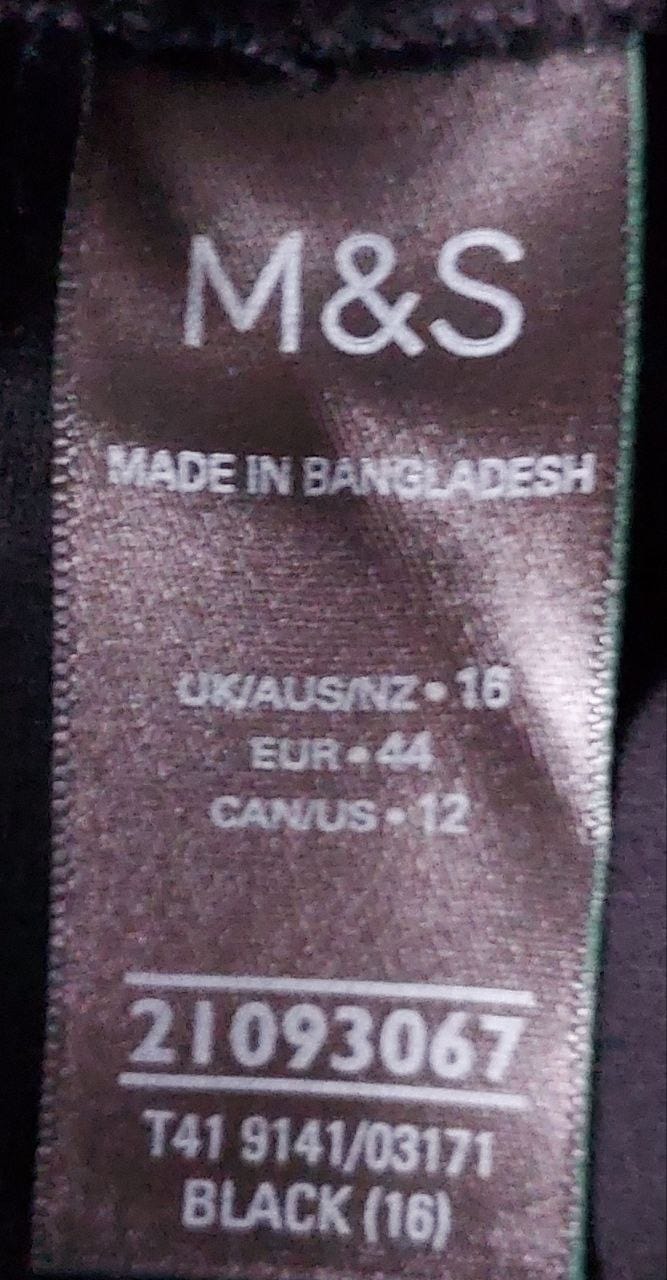 M&S
MADE IN BANGLADESH
UK/AUS/NZ • 16
EUR • 44
CAN/US • 12
21093067
T41 9141/03171
BLACK (16)